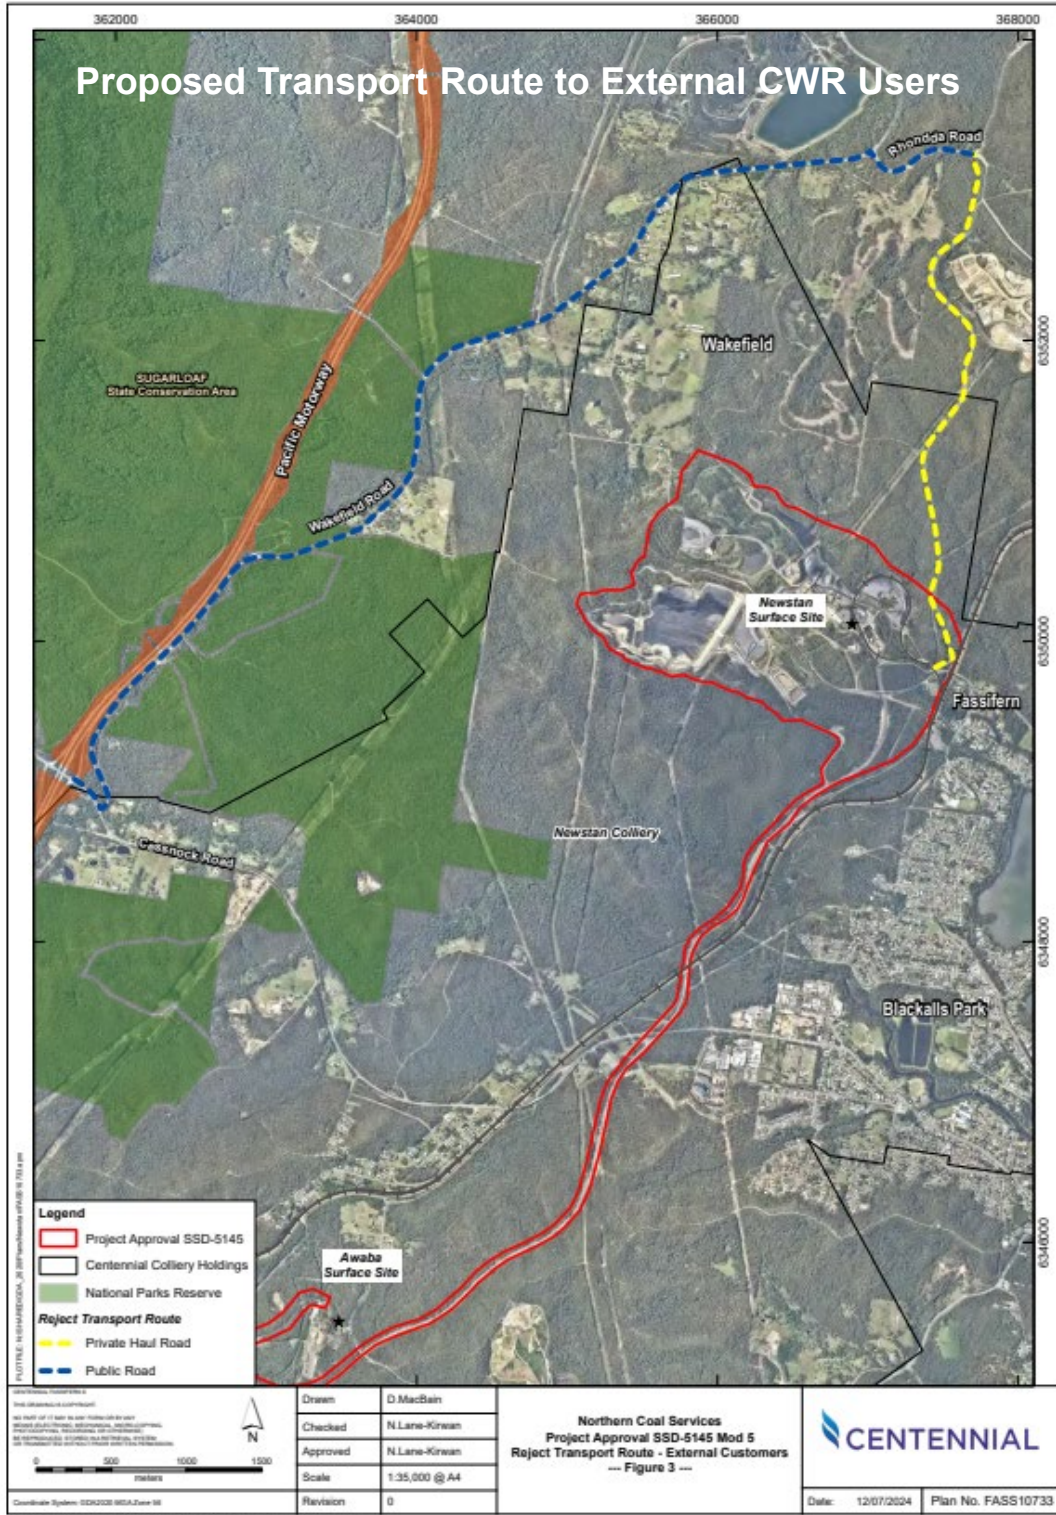 362000
364000
366000
368000
Proposed Transport Route to External CWR Users
Rhondda Road
6352000
Wakefield
SUGARLOAF
State Conservation Area
Pacific Motorway
Wakefield Road
Newstan
Surface Site
6350000
Fassifern
Newstan Colliery
Cessnock Road
6348000
Blackalls Park
6346000
Awaba
Surface Site
Legend
Project Approval SSD-5145
Centennial Colliery Holdings
National Parks Reserve
Reject Transport Route
Private Haul Road
Public Road
THIS DRAWING IS COPYRIGHT.
N
0 500 1000 1500
meters
Drawn D.MacBain
Checked N.Lane-Kirwan
Approved N.Lane-Kirwan
Scale 1:35,000 @ A4
Revision 0
Northern Coal Services
Project Approval SSD-5145 Mod 5
Reject Transport Route - External Customers
--- Figure 3 ---
CENTENNIAL
Date: 12/07/2024
Plan No. FASS10733